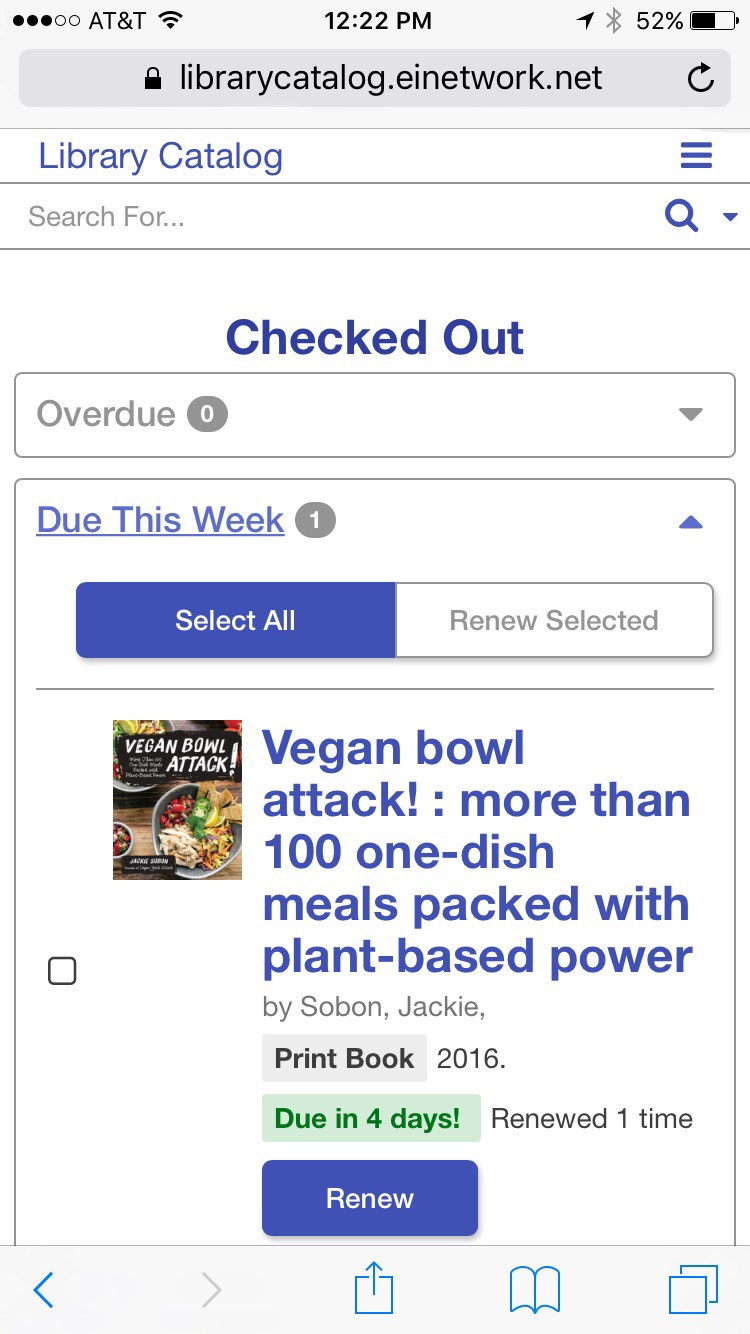 AT&T 12:22 PM 52%
librarycatalog.einetwork.net
Library Catalog
Search For...
Checked Out
Overdue 0
Due This Week 1
Select All Renew Selected
VEGAN BOWL
ATTACK!
More Than 100
One-Dish Meals
Packed with
Plant-Based Power
JACKIE SOBON
Vegan bowl
attack! : more than
100 one-dish
meals packed with
plant-based power
by Sobon, Jackie,
Print Book 2016.
Due in 4 days! Renewed 1 time
Renew